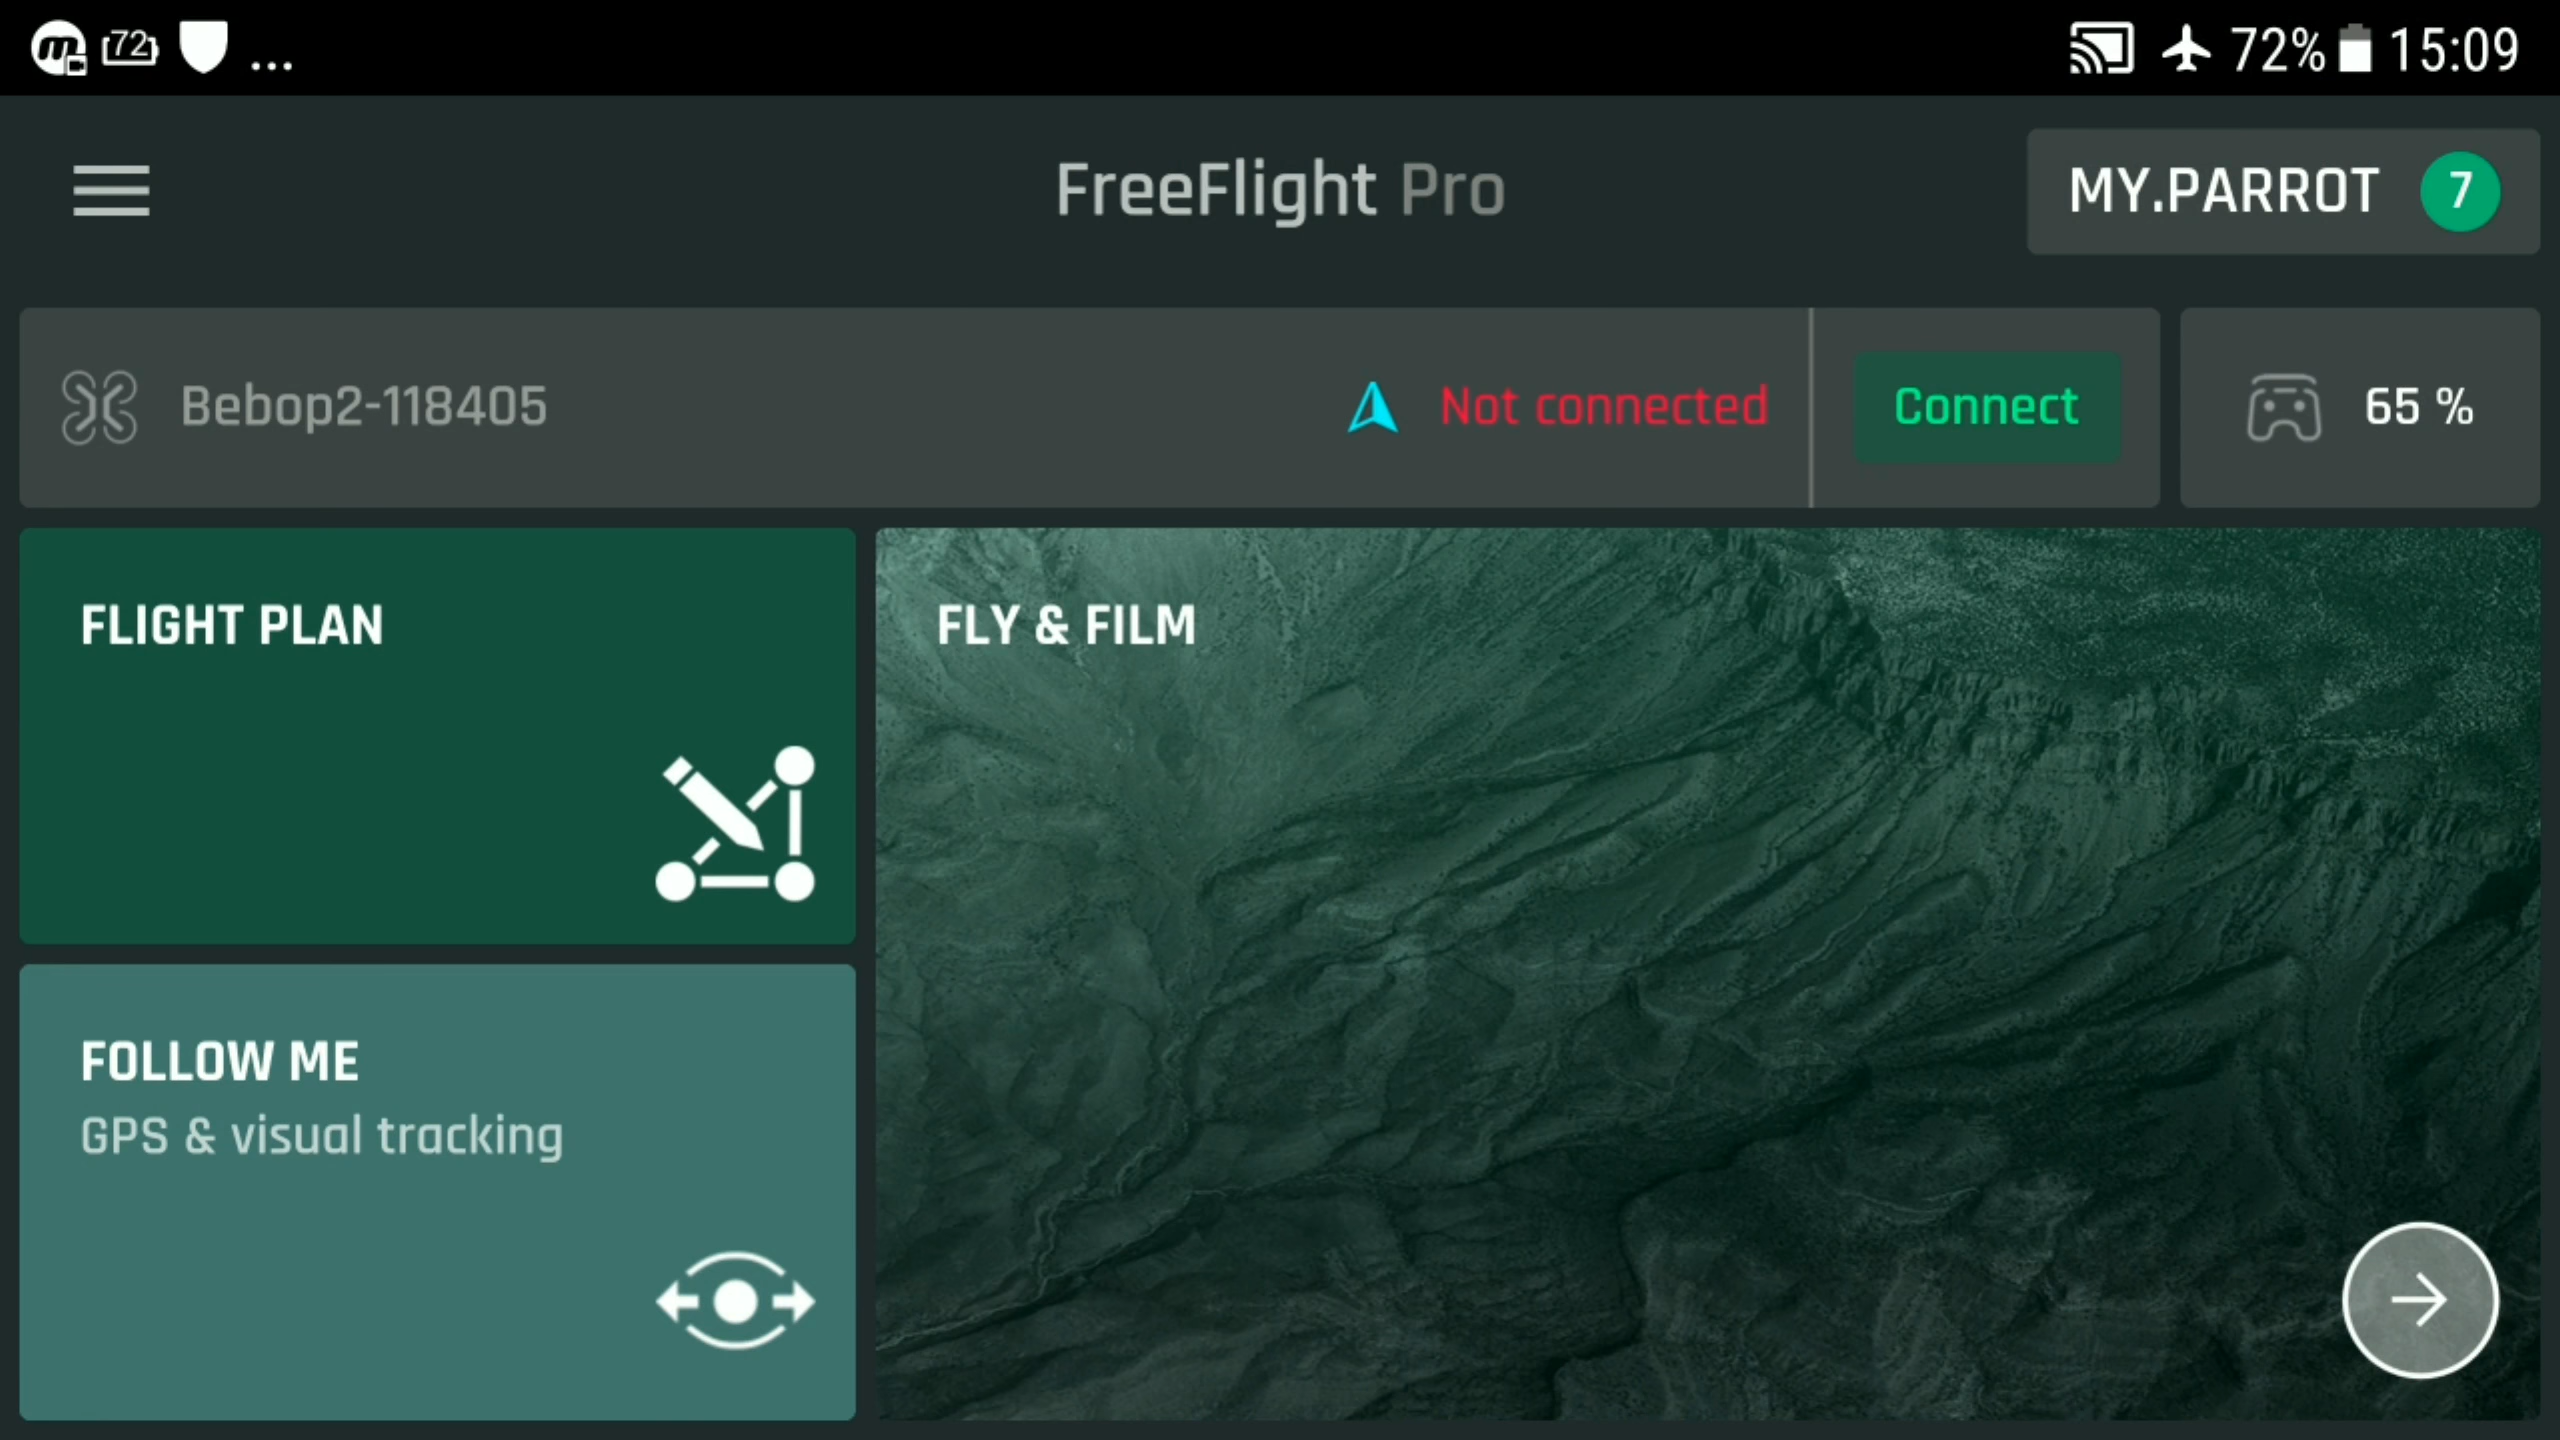 72 ... 72% 15:09
FreeFlight Pro
MY.PARROT 7
Bebop2-118405
Not connected
Connect
65 %
FLIGHT PLAN
FLY & FILM
FOLLOW ME
GPS & visual tracking